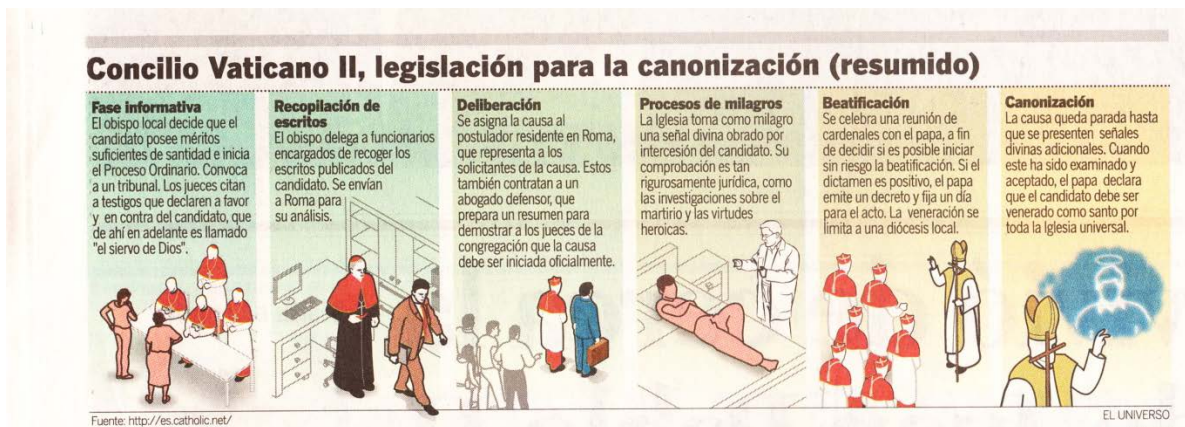 Concilio Vaticano II, legislación para la canonización (resumido)
Fase informativa
El obispo local decide que el
candidato posee méritos
suficientes de santidad e inicia
el Proceso Ordinario. Convoca
a un tribunal. Los jueces citan
a testigos que declaren a favor
y en contra del candidato, que
de ahí en adelante es llamado
"el siervo de Dios".
Recopilación de
escritos
El obispo delega a funcionarios
encargados de recoger los
escritos publicados del
candidato. Se envían
a Roma para
su análisis.
Deliberación
Se asigna la causa al
postulador residente en Roma,
que representa a los
solicitantes de la causa. Estos
también contratan a un
abogado defensor, que
prepara un resumen para
demostrar a los jueces de la
congregación que la causa
debe ser iniciada oficialmente.
Procesos de milagros
La Iglesia toma como milagro
una señal divina obrado por
intercesión del candidato. Su
comprobación es tan
rigurosamente jurídica, como
las investigaciones sobre el
martirio y las virtudes
heroicas.
Beatificación
Se celebra una reunión de
cardenales con el papa, a fin
de decidir si es posible iniciar
sin riesgo la beatificación. Si el
dictamen es positivo, el papa
emite un decreto y fija un día
para el acto. La veneración se
limita a una diócesis local.
Canonización
La causa queda parada hasta
que se presenten señales
divinas adicionales. Cuando
este ha sido examinado y
aceptado, el papa declara
que el candidato debe ser
venerado como santo por
toda la Iglesia universal.
Fuente: http://es.catholic.net/
EL UNIVERSO